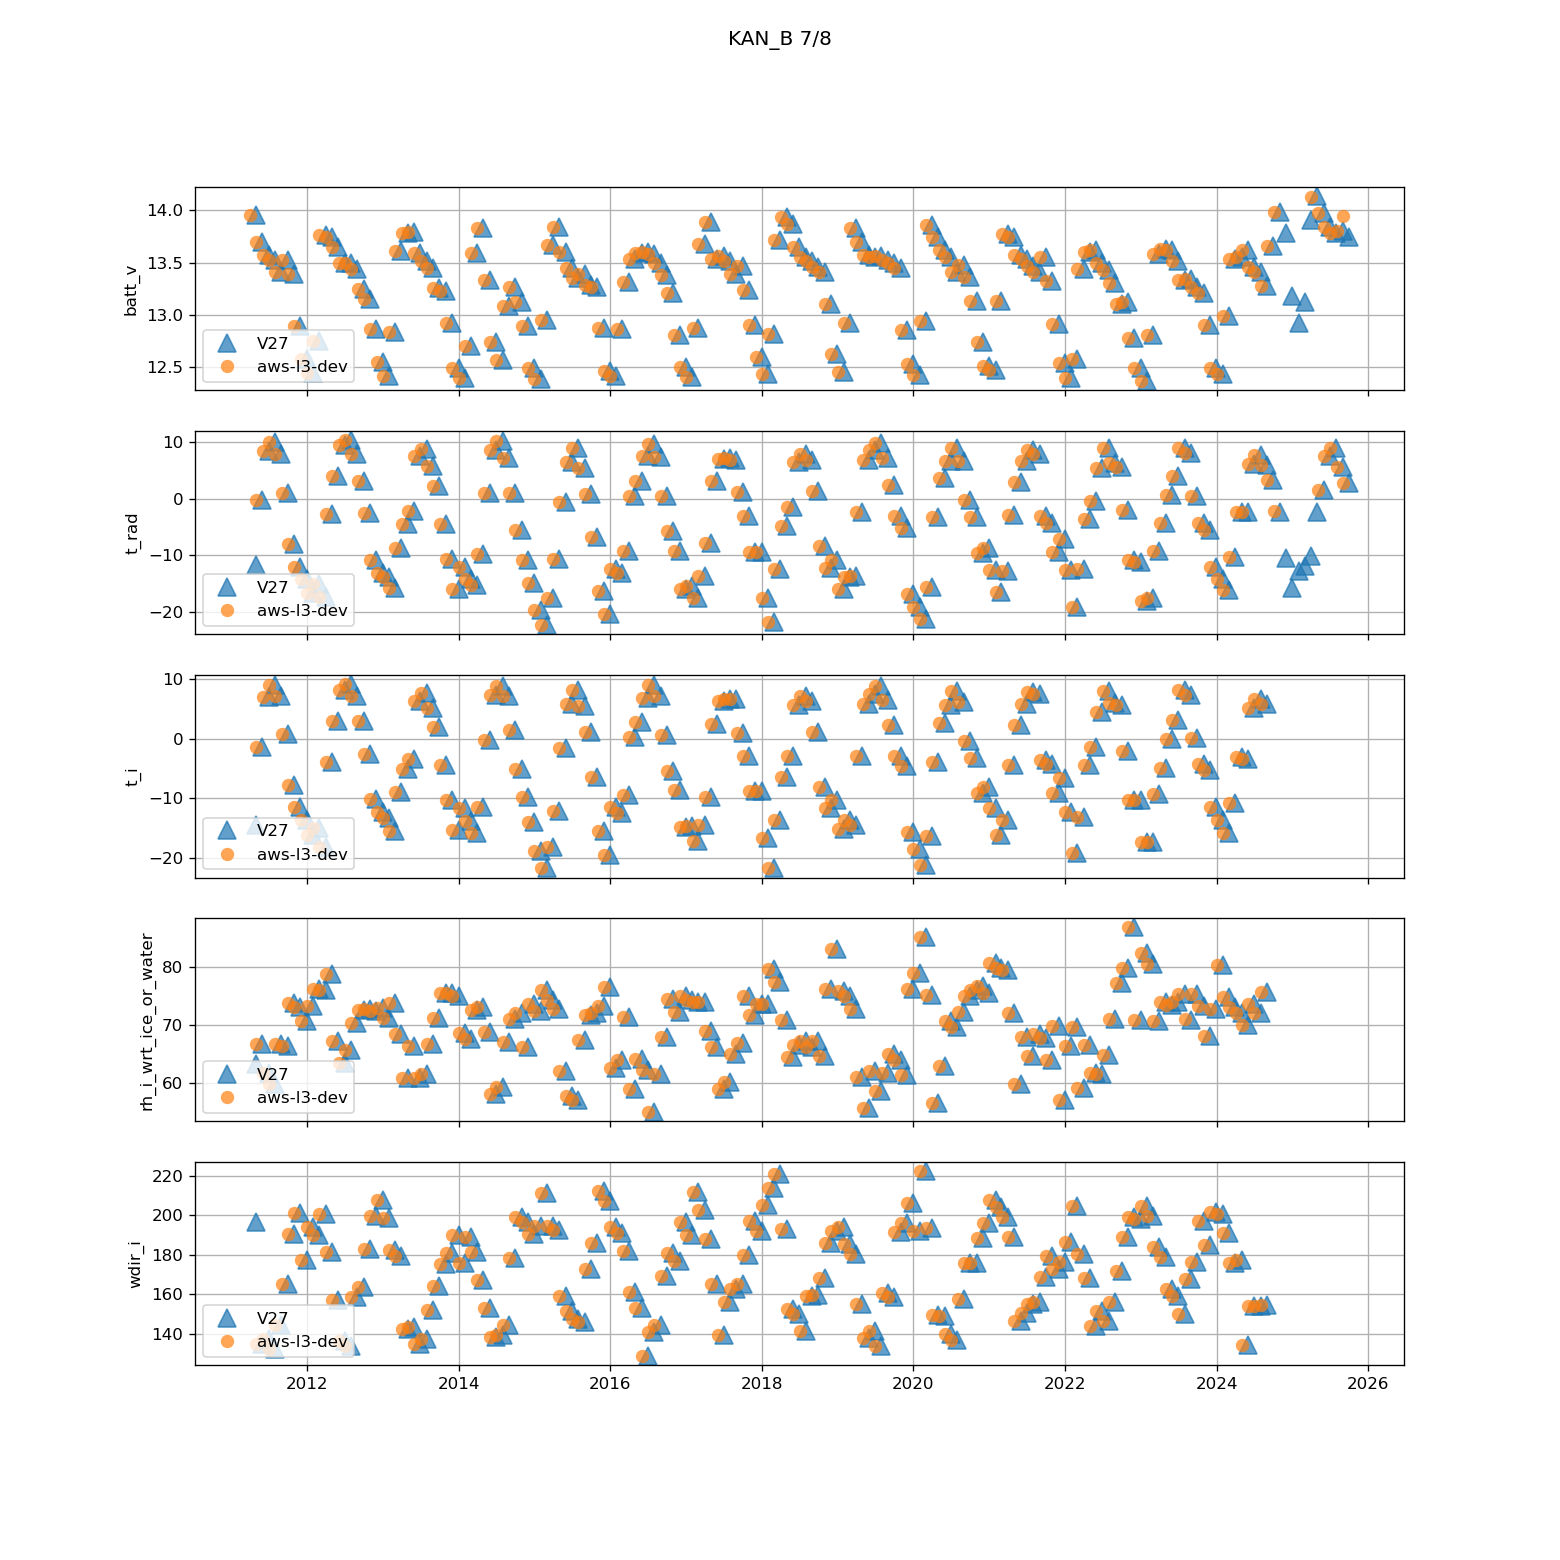 KAN_B 7/8
14.0
13.5
13.0
12.5
batt_v
V27
aws-l3-dev
10
0
−10
−20
t_rad
V27
aws-l3-dev
10
0
−10
−20
t_i
V27
aws-l3-dev
80
70
60
rh_i_wrt_ice_or_water
V27
aws-l3-dev
220
200
180
160
140
wdir_i
V27
aws-l3-dev
2012 2014 2016 2018 2020 2022 2024 2026